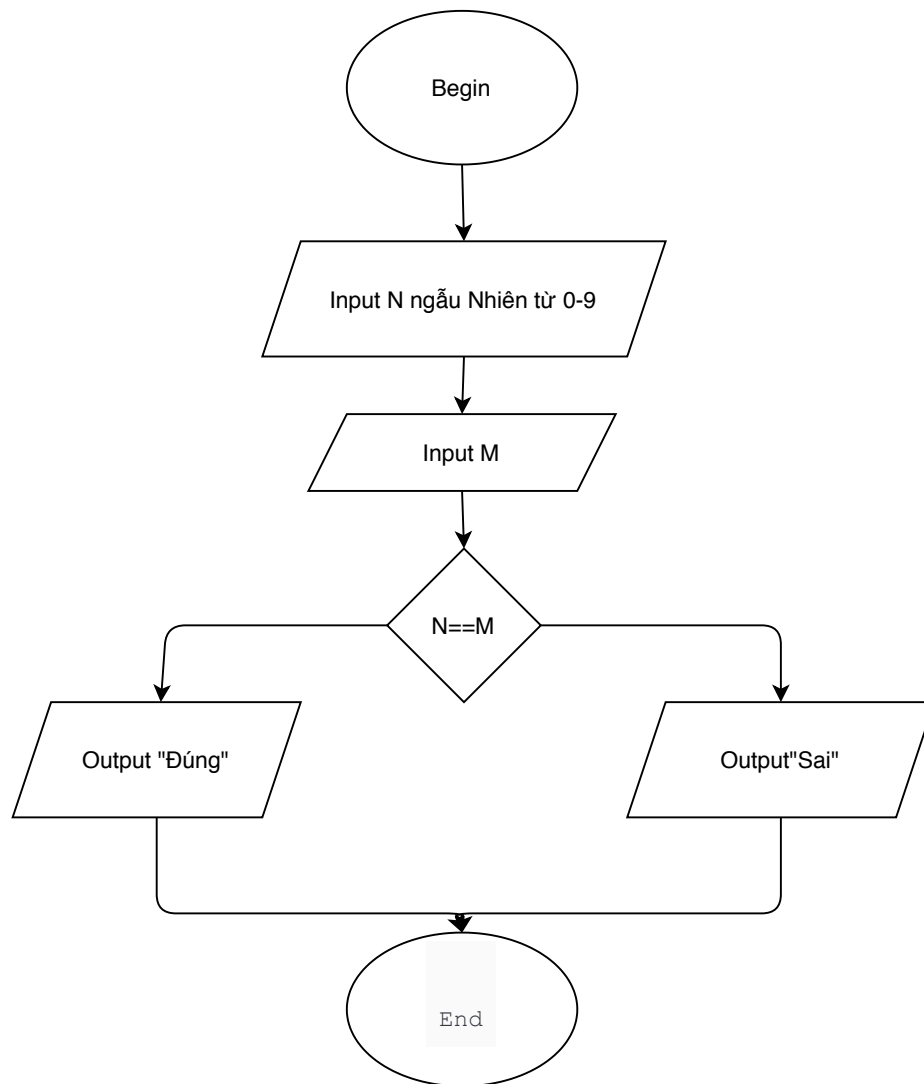 Begin
Input N ngẫu Nhiên từ 0-9
Input M
N==M
Output "Đúng"
Output"Sai"
End